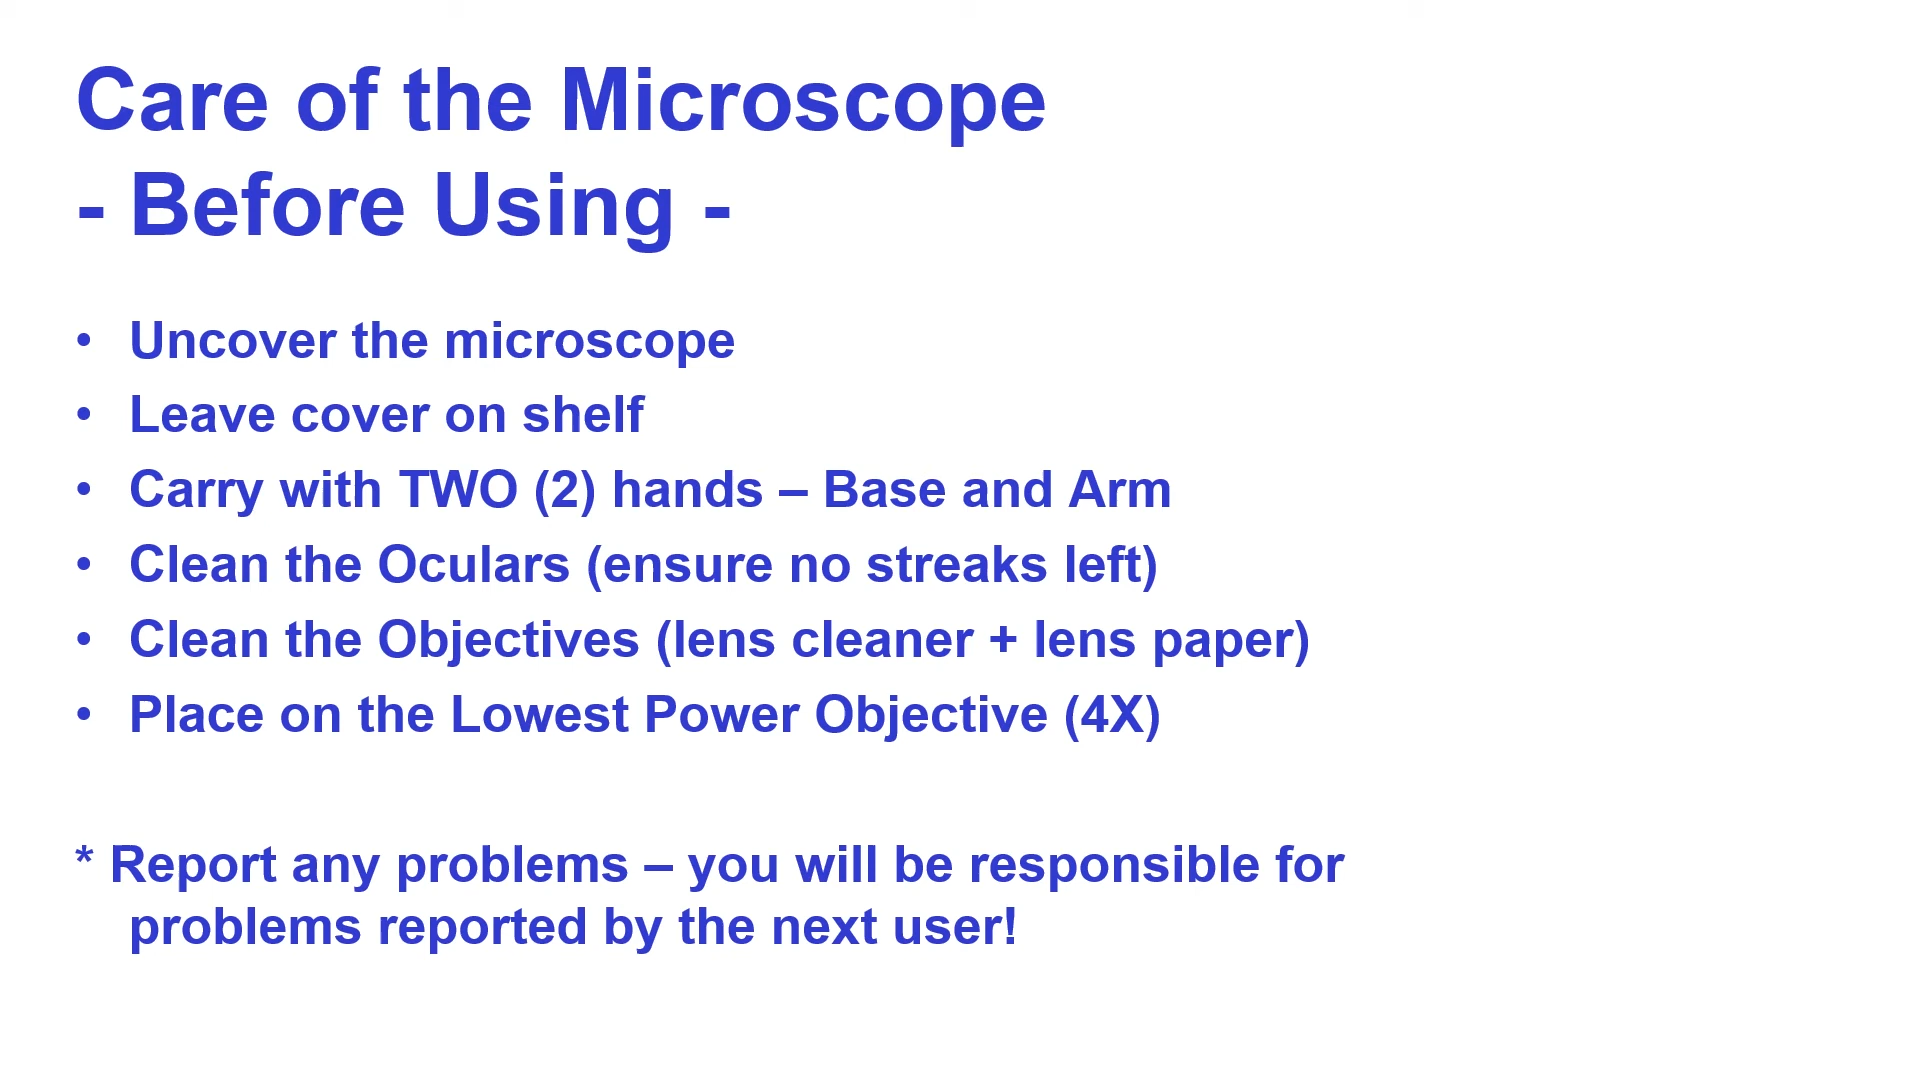 Care of the Microscope
- Before Using -
• Uncover the microscope
• Leave cover on shelf
• Carry with TWO (2) hands – Base and Arm
• Clean the Oculars (ensure no streaks left)
• Clean the Objectives (lens cleaner + lens paper)
• Place on the Lowest Power Objective (4X)
* Report any problems – you will be responsible for
problems reported by the next user!